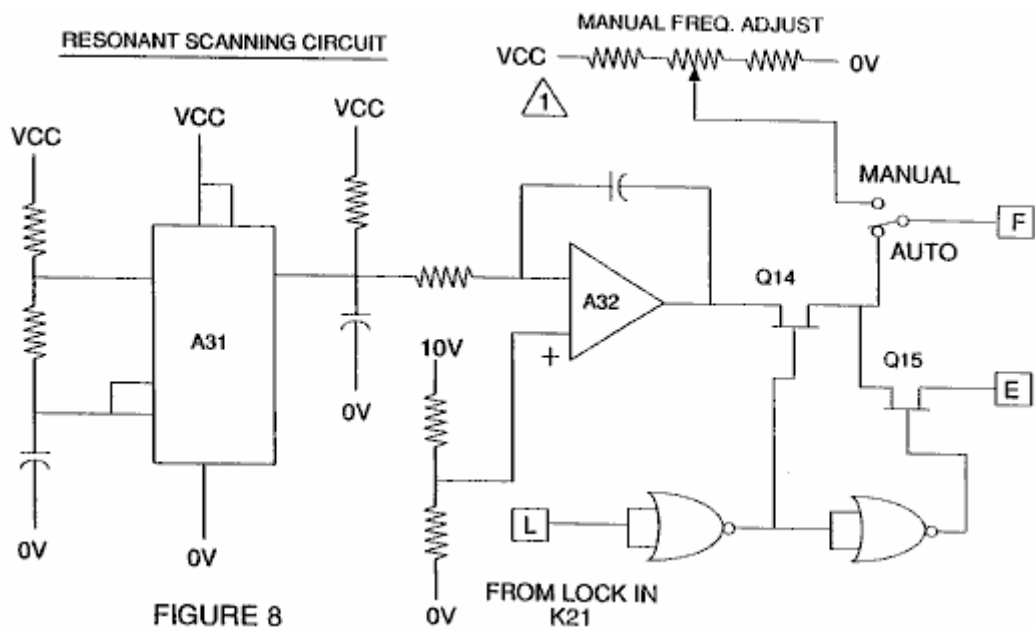 RESONANT SCANNING CIRCUIT
MANUAL FREQ. ADJUST
VCC
0V
1
VCC
VCC
VCC
MANUAL
F
AUTO
Q14
A32
A31
+
10V
Q15
E
0V
L
0V
0V
0V
FROM LOCK IN
K21
FIGURE 8